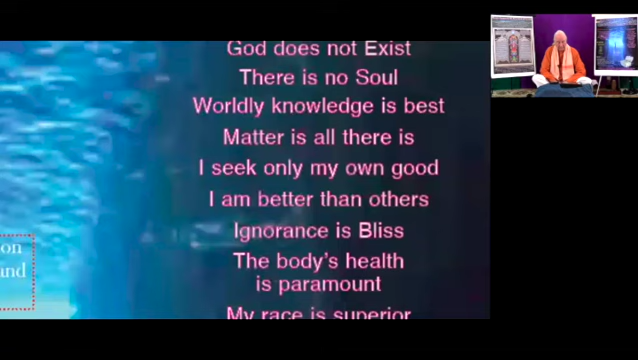 God does not Exist
There is no Soul
Worldly knowledge is best
Matter is all there is
I seek only my own good
I am better than others
Ignorance is Bliss
The body's health
is paramount
My race is superior
on
and